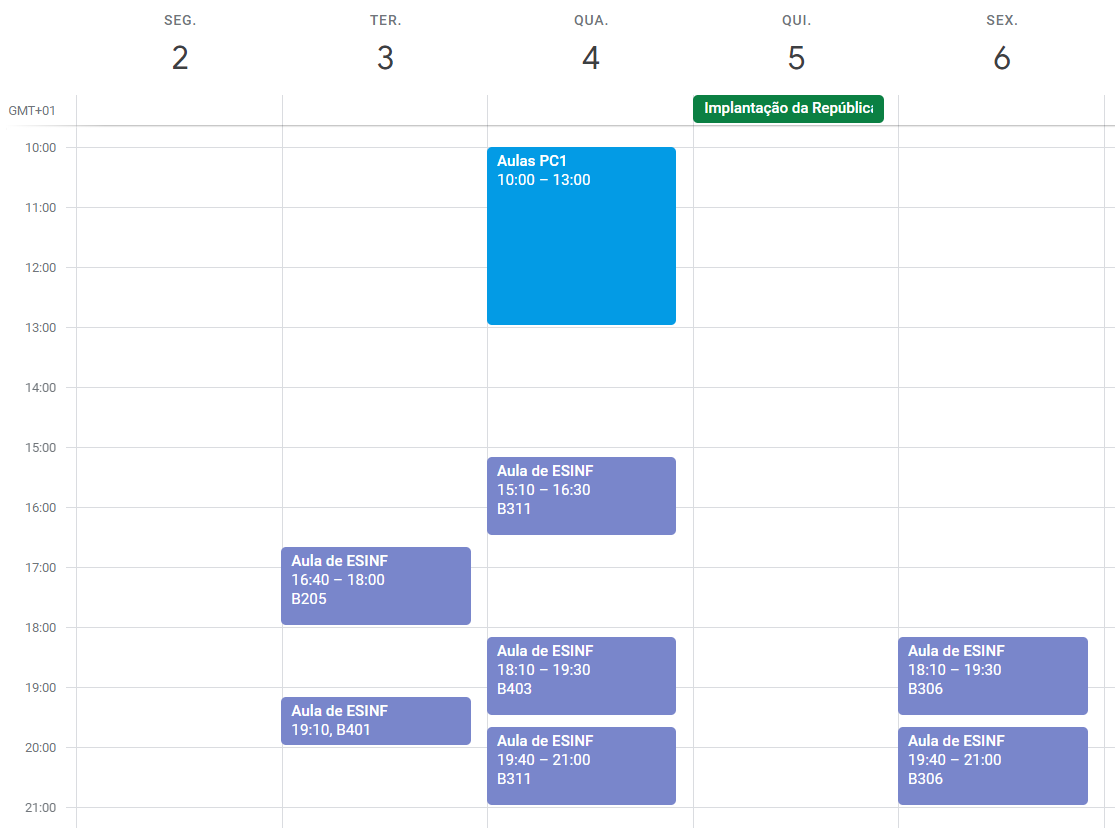 SEG.
2
TER.
3
QUA.
4
QUI.
5
SEX.
6
GMT+01
Implantação da República
10:00
11:00
12:00
13:00
14:00
15:00
16:00
17:00
18:00
19:00
20:00
21:00
Aula de ESINF
16:40 – 18:00
B205
Aula de ESINF
19:10, B401
Aulas PC1
10:00 – 13:00
Aula de ESINF
15:10 – 16:30
B311
Aula de ESINF
18:10 – 19:30
B403
Aula de ESINF
19:40 – 21:00
B311
Aula de ESINF
18:10 – 19:30
B306
Aula de ESINF
19:40 – 21:00
B306